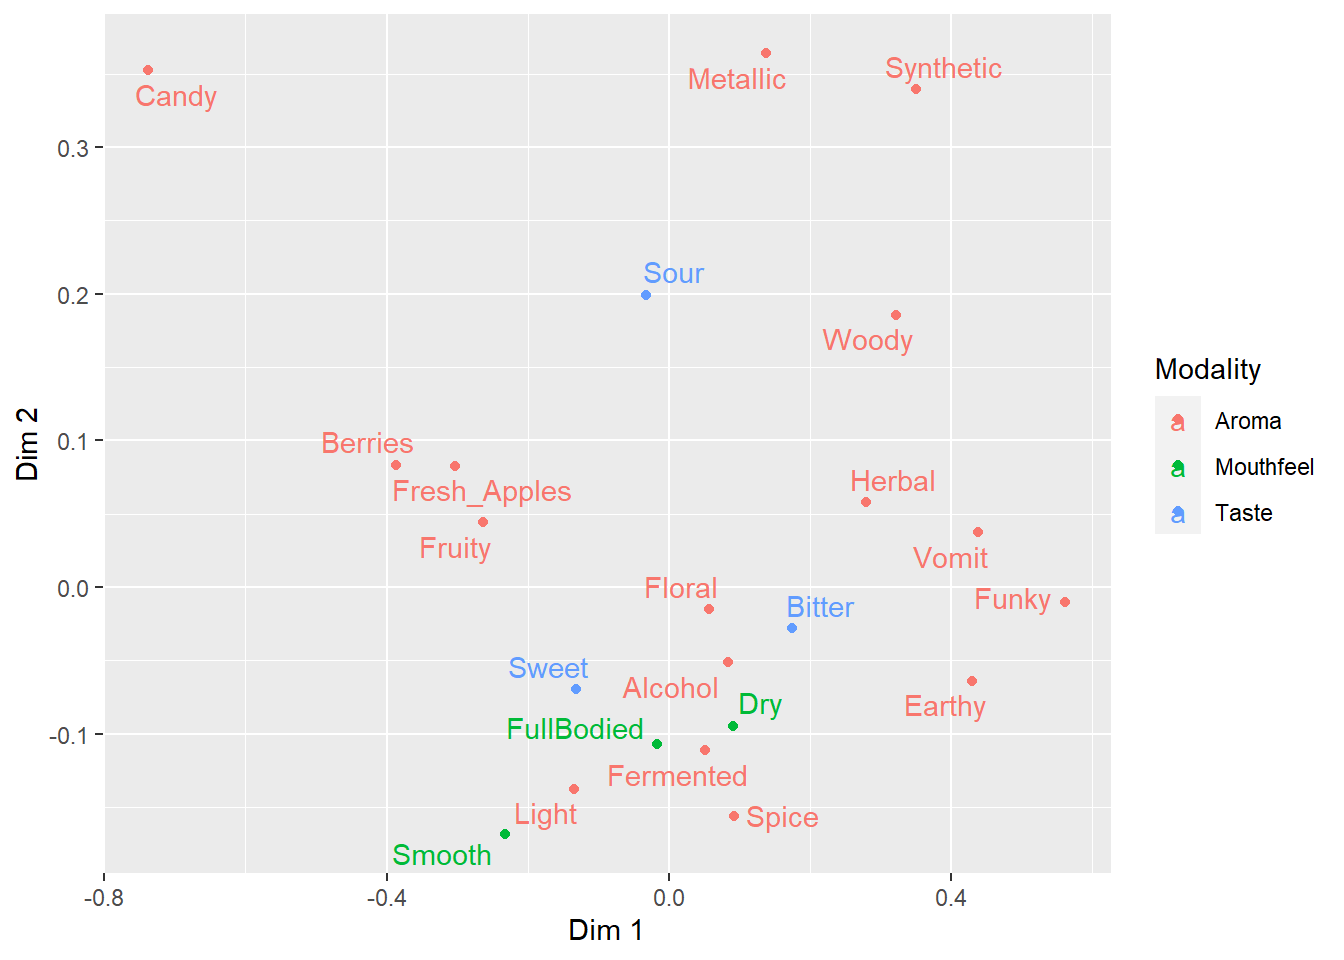 Candy
Metallic
Synthetic
0.3
Sour
0.2
Woody
Berries
0.1
Fresh_Apples
Herbal
Fruity
Vomit
Floral
0.0
Funky
Bitter
Sweet
Alcohol
Dry
Earthy
FullBodied
-0.1
Fermented
Light
Spice
Smooth
-0.8
-0.4
0.0
0.4
Dim 1
Dim 2
Modality
a Aroma
a Mouthfeel
a Taste